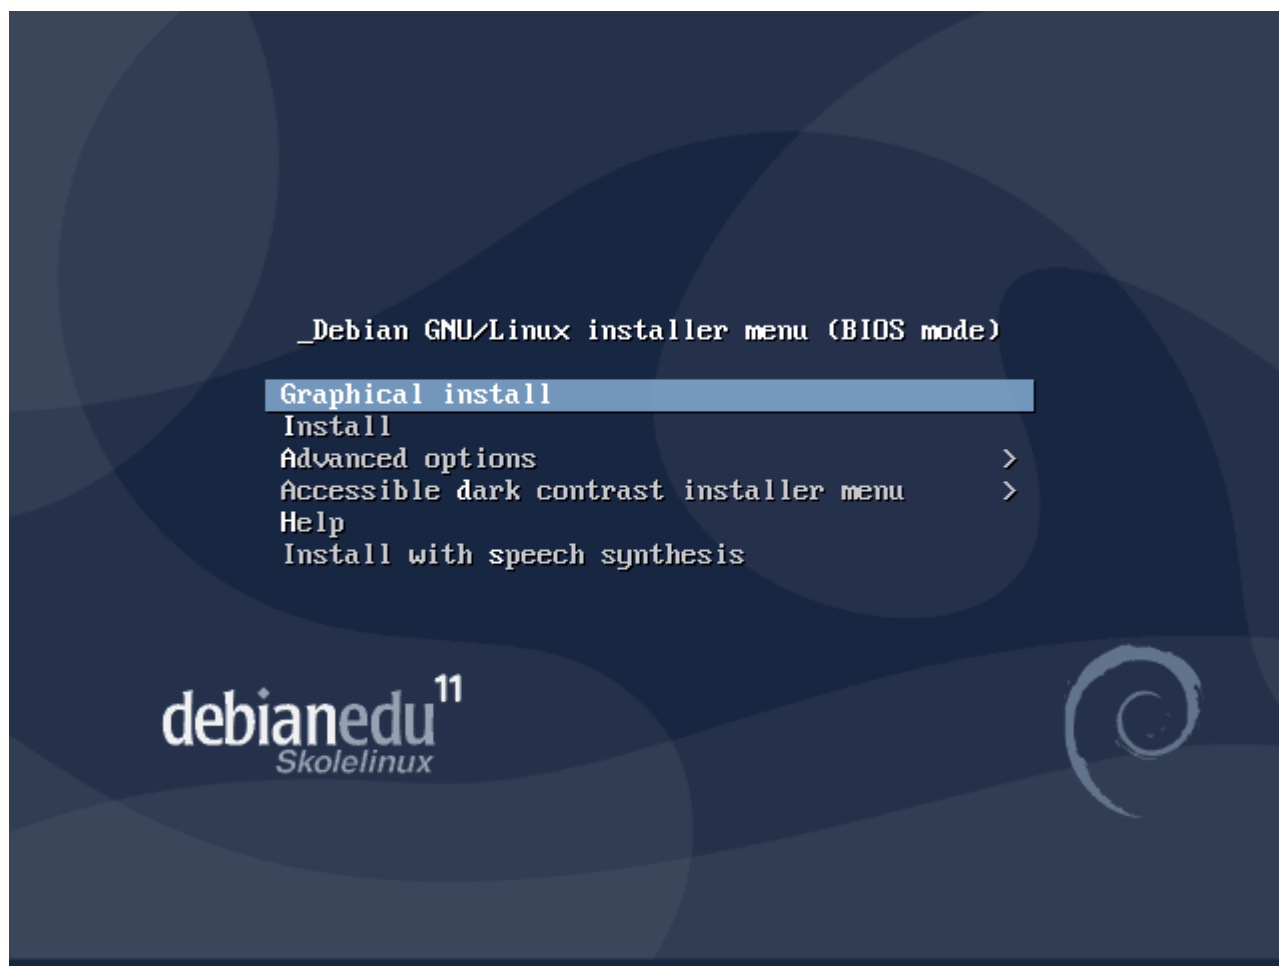 _Debian GNU/Linux installer menu (BIOS mode)
Graphical install
Install
Advanced options >
Accessible dark contrast installer menu >
Help
Install with speech synthesis
debianedu 11
Skolelinux